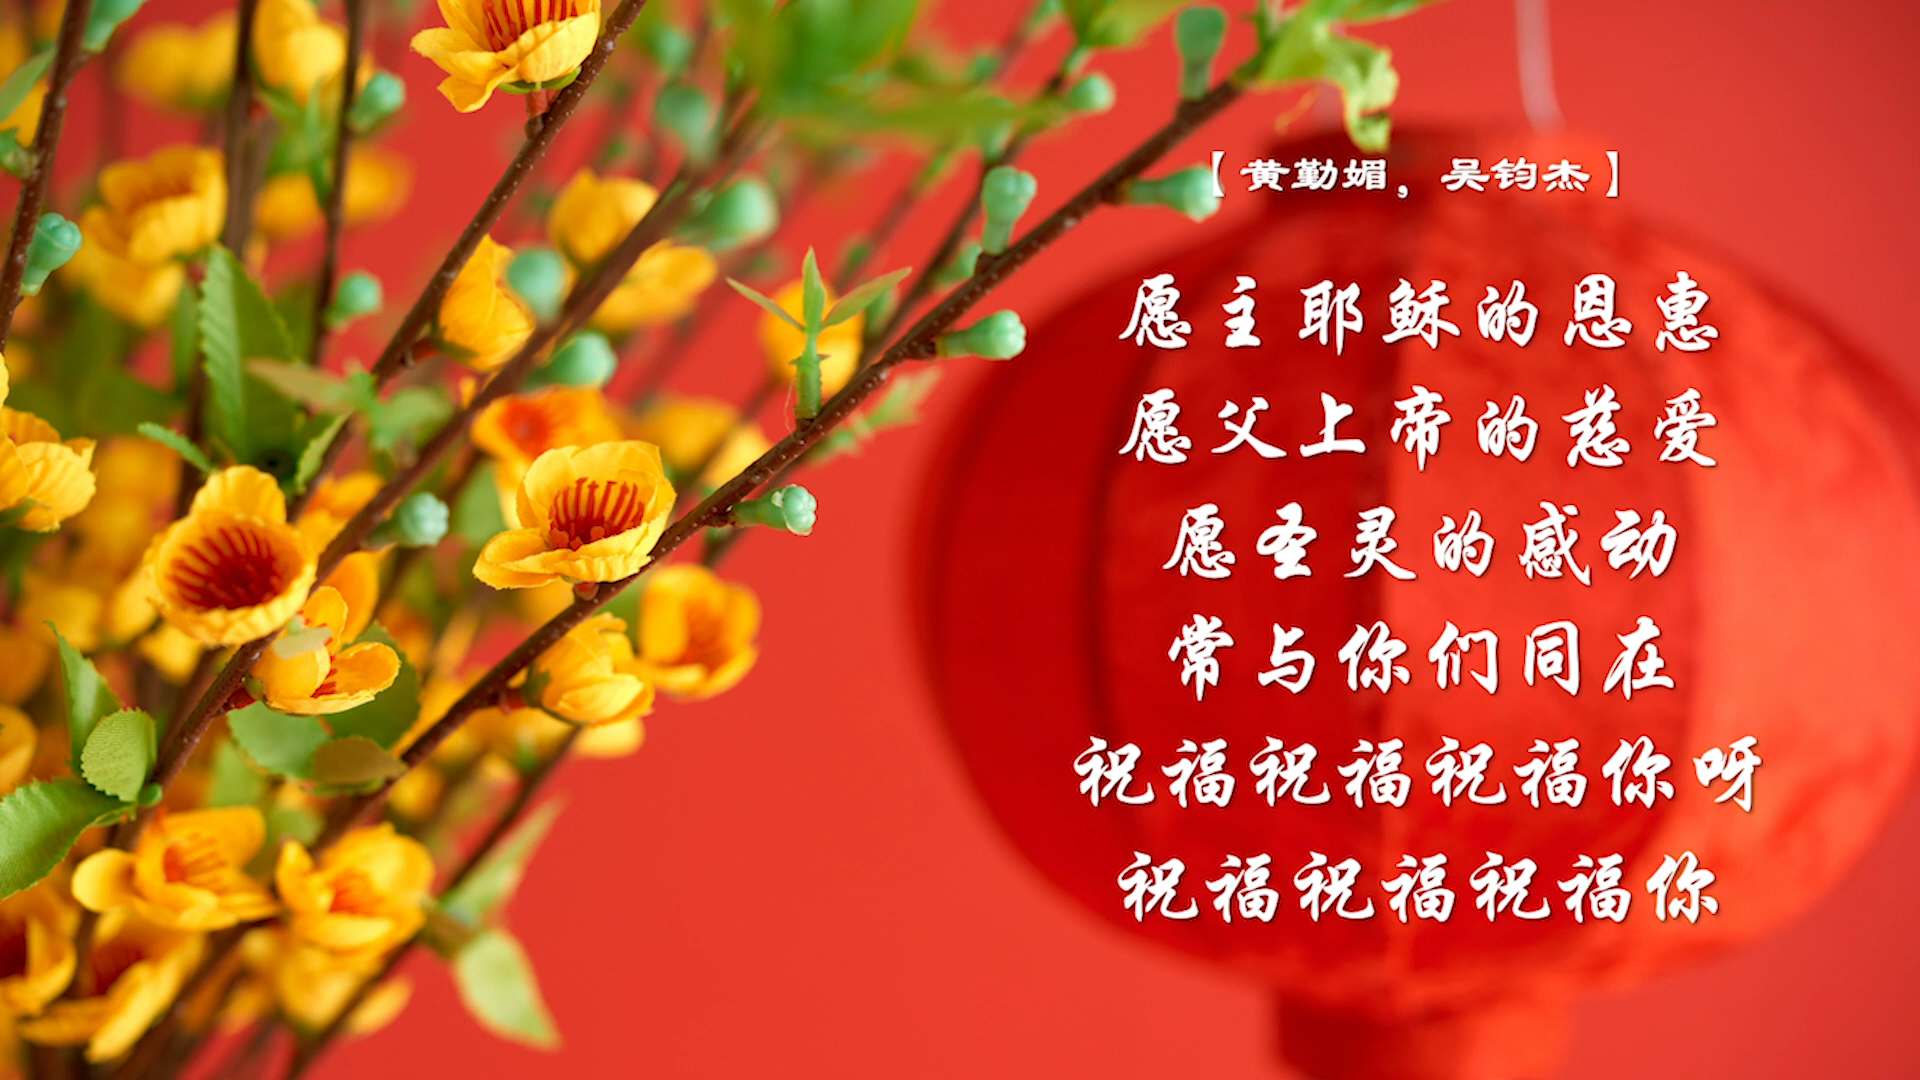 【黄勤媚，吴钧杰】
愿主耶稣的恩惠
愿父上帝的慈爱
愿圣灵的感动
常与你们同在
祝福祝福祝福你呀
祝福祝福祝福你